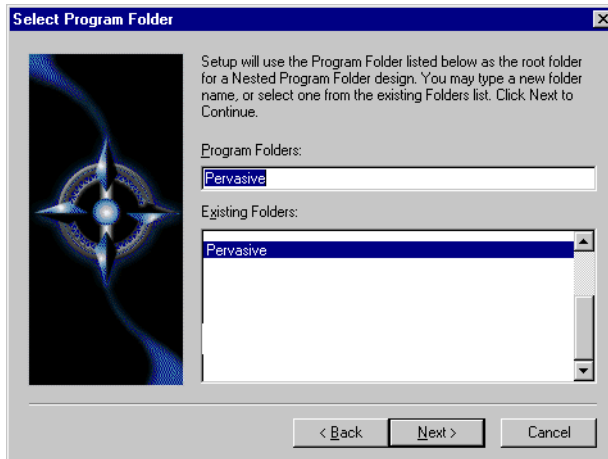 Select Program Folder
Setup will use the Program Folder listed below as the root folder
for a Nested Program Folder design. You may type a new folder
name, or select one from the existing Folders list. Click Next to
Continue.
Program Folders:
Pervasive
Existing Folders:
Pervasive
< Back
Next >
Cancel